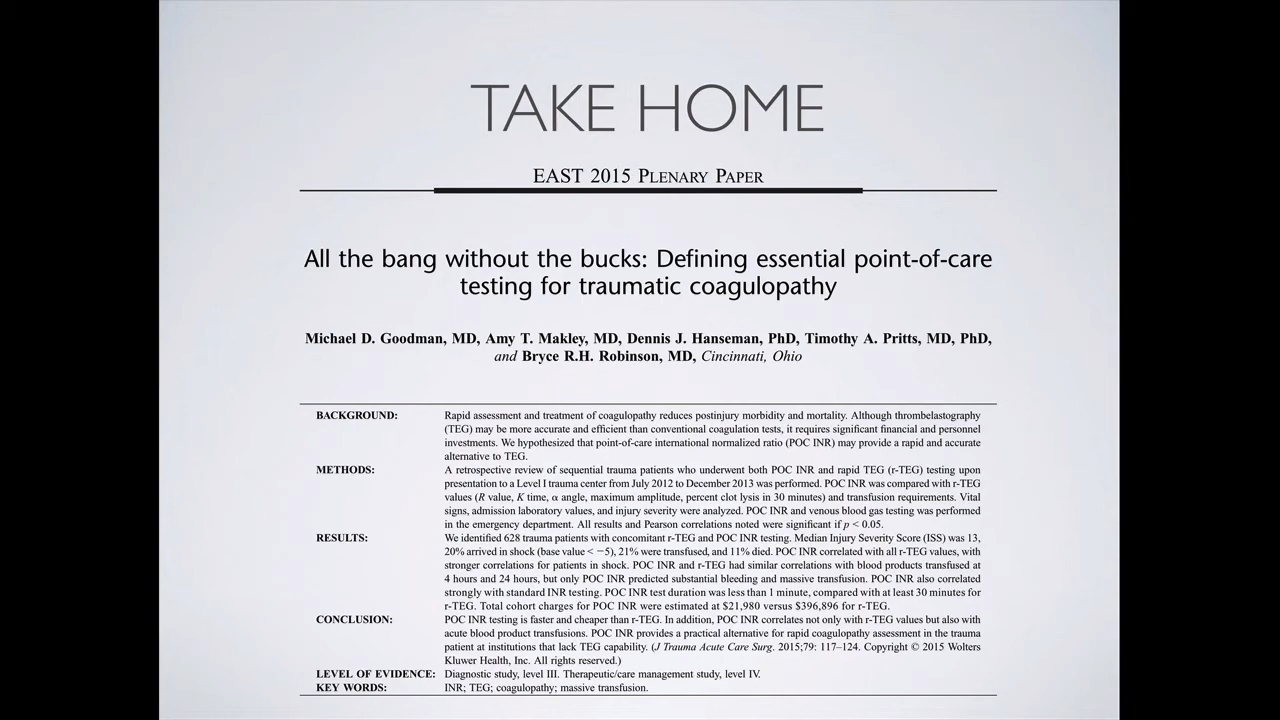 TAKE HOME
EAST 2015 PLENARY PAPER
All the bang without the bucks: Defining essential point-of-care
testing for traumatic coagulopathy
Michael D. Goodman, MD, Amy T. Makley, MD, Dennis J. Hanseman, PhD, Timothy A. Pritts, MD, PhD,
and Bryce R.H. Robinson, MD, Cincinnati, Ohio
BACKGROUND: Rapid assessment and treatment of coagulopathy reduces postinjury morbidity and mortality. Although thrombelastography
(TEG) may be more accurate and efficient than conventional coagulation tests, it requires significant financial and personnel
investments. We hypothesized that point-of-care international normalized ratio (POC INR) may provide a rapid and accurate
alternative to TEG.
METHODS: A retrospective review of sequential trauma patients who underwent both POC INR and rapid TEG (r-TEG) testing upon
presentation to a Level I trauma center from July 2012 to December 2013 was performed. POC INR was compared with r-TEG
values (R value, K time, α angle, maximum amplitude, percent clot lysis in 30 minutes) and transfusion requirements. Vital
signs, admission laboratory values, and injury severity were analyzed. POC INR and venous blood gas testing was performed
in the emergency department. All results and Pearson correlations noted were significant if p < 0.05.
RESULTS: We identified 628 trauma patients with concomitant r-TEG and POC INR testing. Median Injury Severity Score (ISS) was 13,
20% arrived in shock (base value < −5), 21% were transfused, and 11% died. POC INR correlated with all r-TEG values, with
stronger correlations for patients in shock. POC INR and r-TEG had similar correlations with blood products transfused at
4 hours and 24 hours, but only POC INR predicted substantial bleeding and massive transfusion. POC INR also correlated
strongly with standard INR testing. POC INR test duration was less than 1 minute, compared with at least 30 minutes for
r-TEG. Total cohort charges for POC INR were estimated at $21,980 versus $396,896 for r-TEG.
CONCLUSION: POC INR testing is faster and cheaper than r-TEG. In addition, POC INR correlates not only with r-TEG values but also with
acute blood product transfusions. POC INR provides a practical alternative for rapid coagulopathy assessment in the trauma
patient at institutions that lack TEG capability. (J Trauma Acute Care Surg. 2015;79: 117–124. Copyright © 2015 Wolters
Kluwer Health, Inc. All rights reserved.)
LEVEL OF EVIDENCE: Diagnostic study, level III. Therapeutic/care management study, level IV.
KEY WORDS: INR; TEG; coagulopathy; massive transfusion.